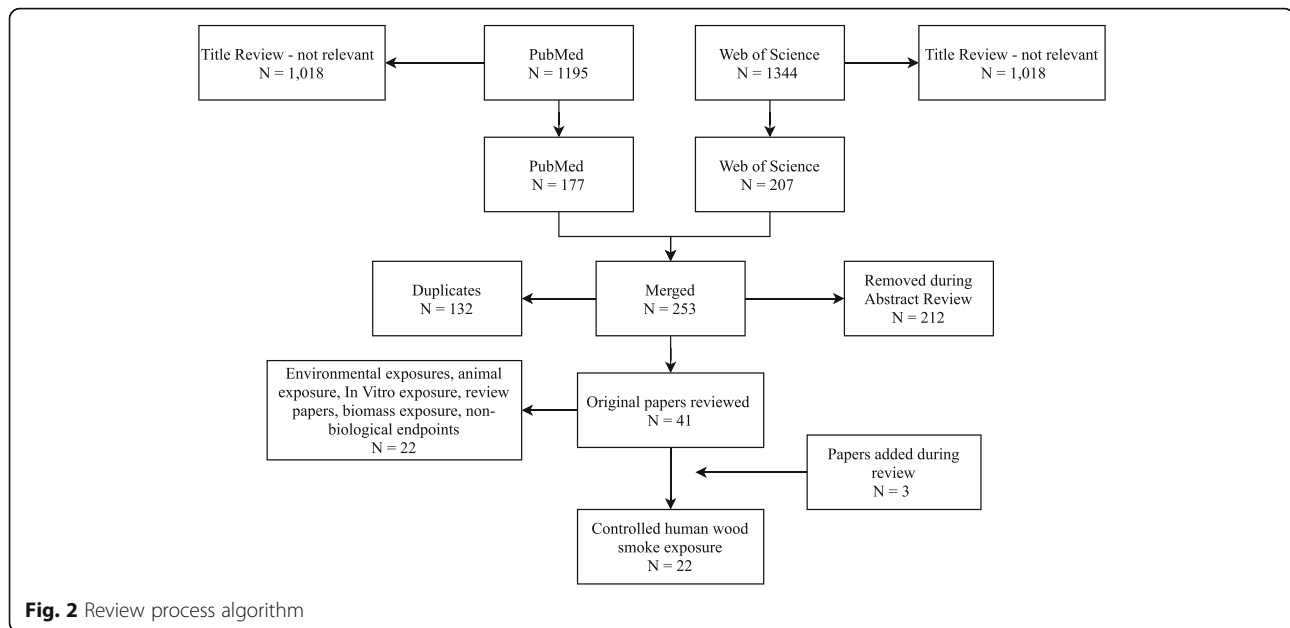 Title Review - not relevant
N = 1,018
PubMed
N = 1195
Web of Science
N = 1344
Title Review - not relevant
N = 1,018
PubMed
N = 177
Web of Science
N = 207
Duplicates
N = 132
Merged
N = 253
Removed during
Abstract Review
N = 212
Environmental exposures, animal
exposure, In Vitro exposure, review
papers, biomass exposure, non-
biological endpoints
N = 22
Original papers reviewed
N = 41
Papers added during
review
N = 3
Controlled human wood
smoke exposure
N = 22
Fig. 2 Review process algorithm